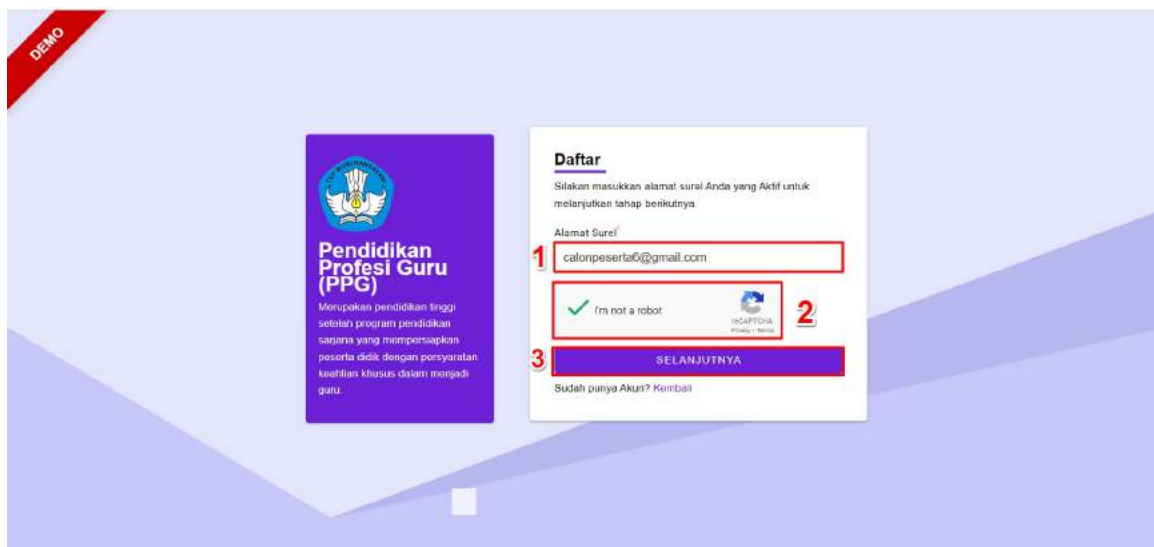 DEMO
Pendidikan
Profesi Guru
(PPG)
Merupakan pendidikan tinggi
setelah program pendidikan
sarjana yang mempersiapkan
peserta didik dengan persyaratan
keahlian khusus dalam menjadi
guru.
Daftar
Silakan masukkan alamat surel Anda yang Aktif untuk
melanjutkan tahap berikutnya.
Alamat Surel*
1 calonpeserta6@gmail.com
I'm not a robot
reCAPTCHA
Privacy - Terms
2
3 SELANJUTNYA
Sudah punya Akun? Kembali